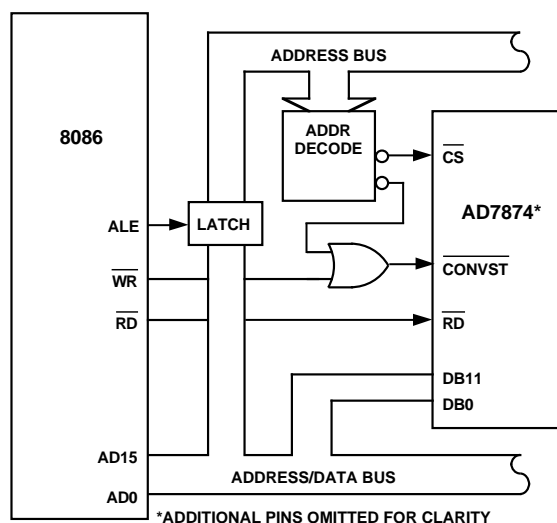 ADDRESS BUS
8086
ADDR
DECODE
CS
AD7874*
ALE
LATCH
WR
CONVST
RD
RD
DB11
DB0
AD15
ADDRESS/DATA BUS
AD0
*ADDITIONAL PINS OMITTED FOR CLARITY